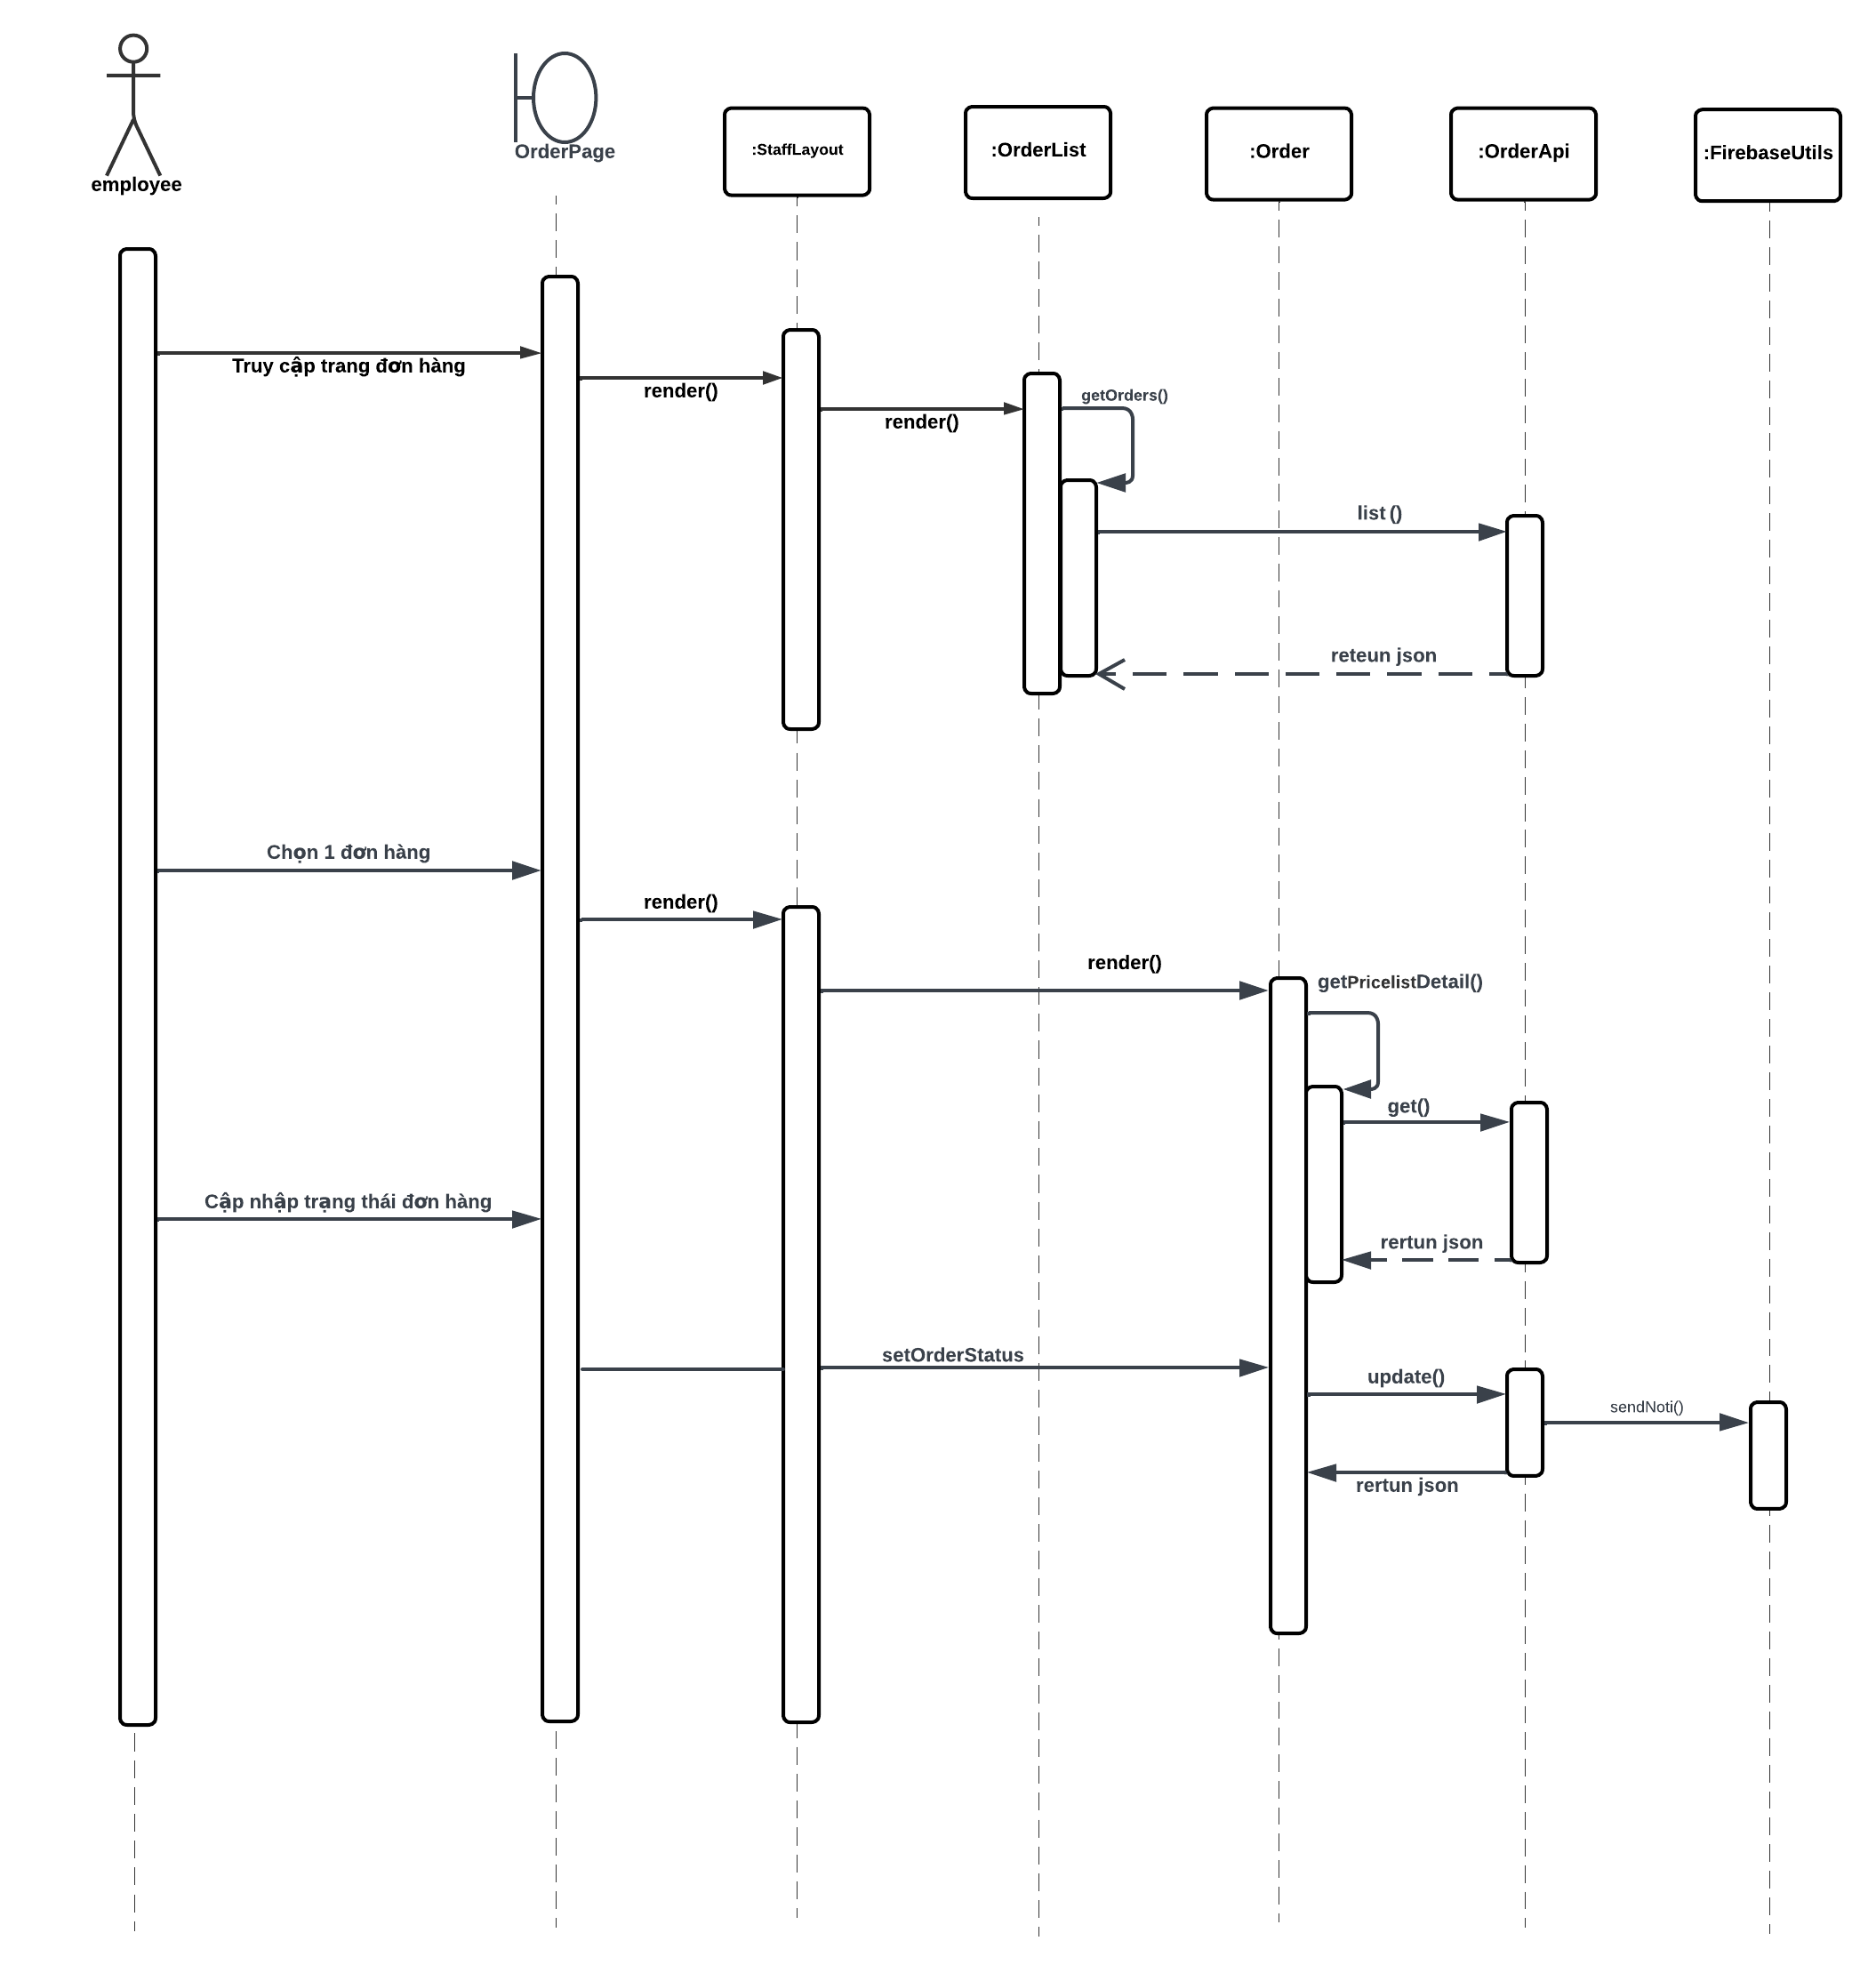 employee
OrderPage
:StaffLayout
:OrderList
:Order
:OrderApi
:FirebaseUtils
Truy cập trang đơn hàng
render()
render()
getOrders()
list ()
reteun json
Chọn 1 đơn hàng
render()
render()
getPricelistDetail()
get()
Cập nhập trạng thái đơn hàng
rertun json
setOrderStatus
update()
sendNoti()
rertun json